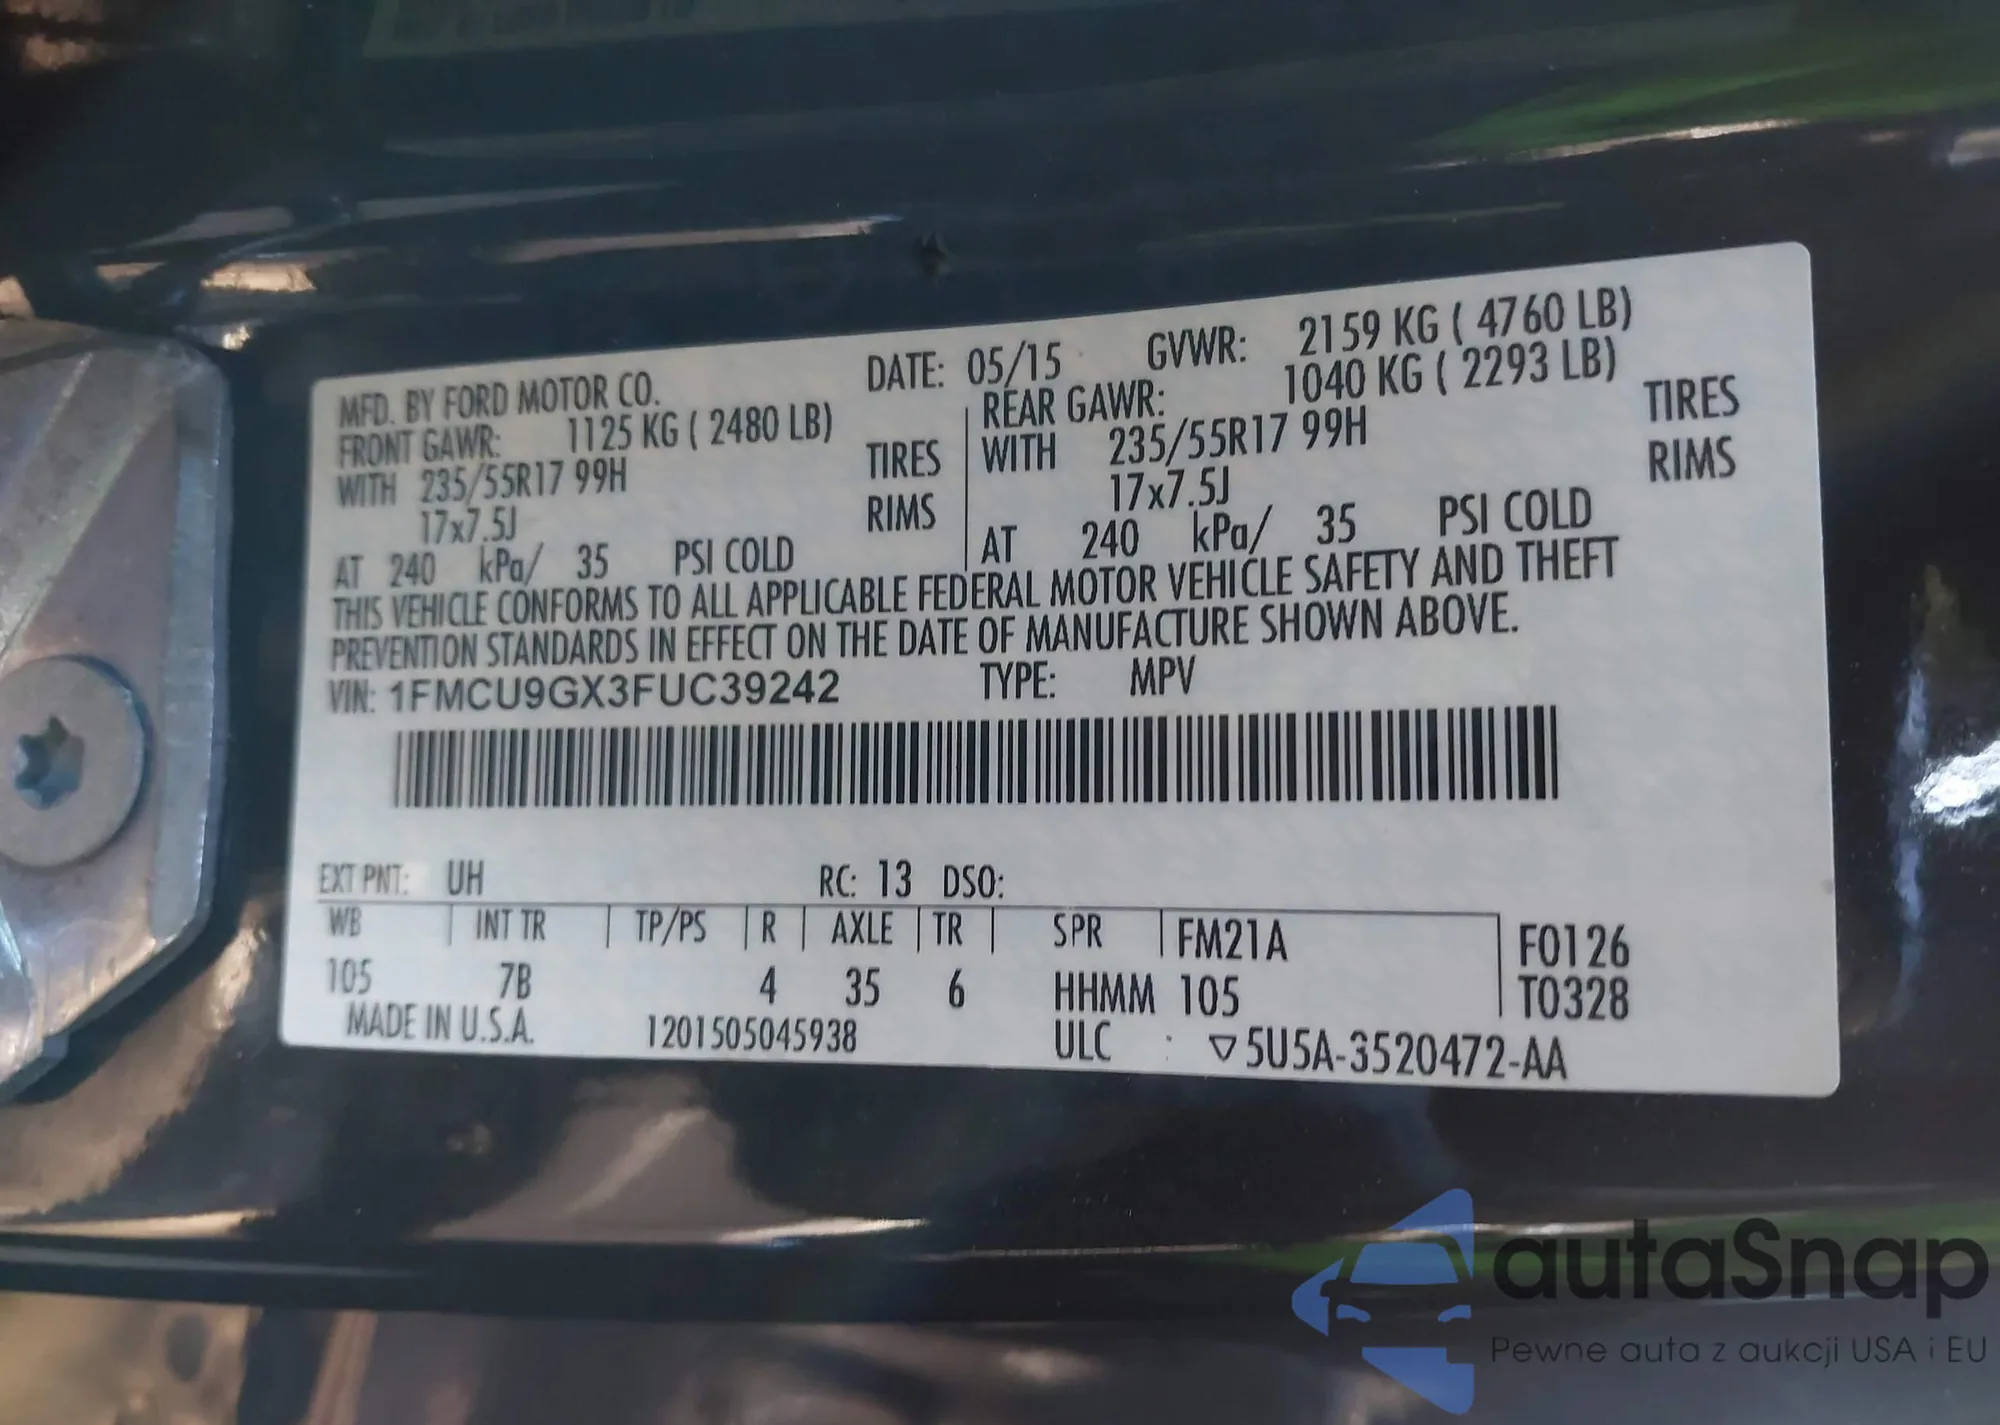 MFD. BY FORD MOTOR CO. DATE: 05/15 GVWR: 2159 KG ( 4760 LB)
FRONT GAWR: 1125 KG ( 2480 LB) REAR GAWR: 1040 KG ( 2293 LB)
WITH 235/55R17 99H TIRES WITH 235/55R17 99H TIRES
17x7.5J RIMS 17x7.5J RIMS
AT 240 kPa/ 35 PSI COLD AT 240 kPa/ 35 PSI COLD
THIS VEHICLE CONFORMS TO ALL APPLICABLE FEDERAL MOTOR VEHICLE SAFETY AND THEFT
PREVENTION STANDARDS IN EFFECT ON THE DATE OF MANUFACTURE SHOWN ABOVE.
VIN: 1FMCU9GX3FUC39242 TYPE: MPV
EXT PNT: UH RC: 13 DSO:
WB | INT TR | TP/PS | R | AXLE | TR | SPR | FM21A F0126
105 7B 4 35 6 HHMM 105 T0328
MADE IN U.S.A. 1201505045938 ULC ▽5U5A-3520472-AA
autaSnap
Pewne auta z aukcji USA i EU